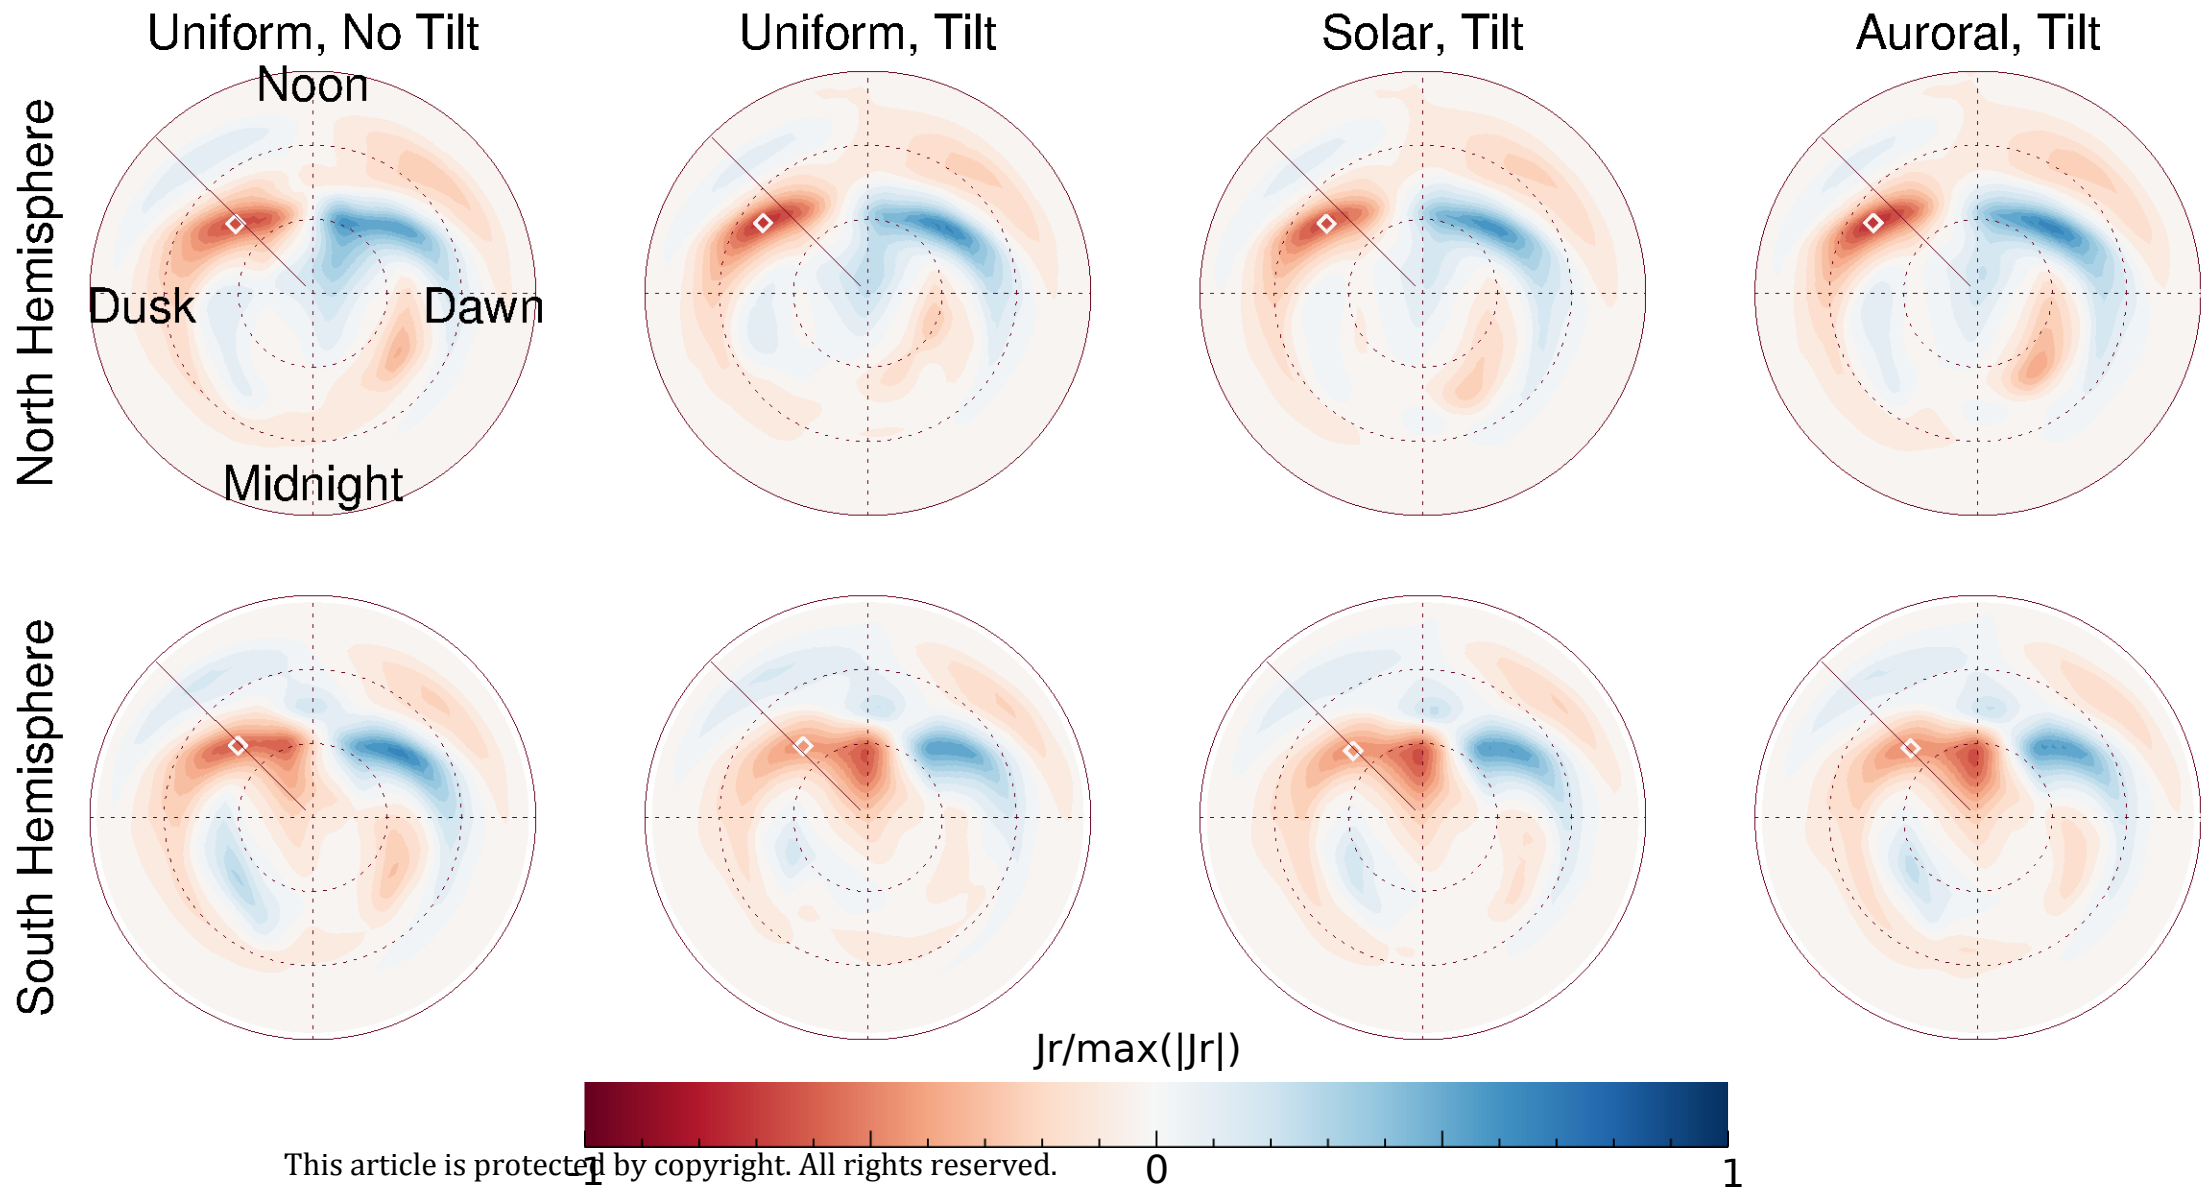 Uniform, No Tilt
Uniform, Tilt
Solar, Tilt
Auroral, Tilt
North Hemisphere
Noon
Dusk
Dawn
Midnight
South Hemisphere
Jr/max(|Jr|)
-1
0
1
This article is protected by copyright. All rights reserved.